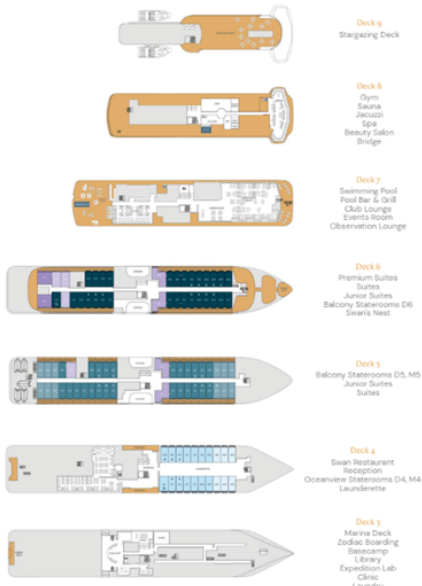 Deck 9
Stargazing Deck
Deck 8
Gym
Sauna
Jacuzzi
Spa
Beauty Salon
Bridge
Deck 7
Swimming Pool
Pool Bar & Grill
Club Lounge
Events Room
Observation Lounge
Deck 6
Premium Suites
Suites
Junior Suites
Balcony Staterooms D6
Swan's Nest
Deck 5
Balcony Staterooms D5, M5
Junior Suites
Suites
Deck 4
Swan Restaurant
Reception
Oceanview Staterooms D4, M4
Launderette
Deck 3
Marina Deck
Zodiac Boarding
Basecamp
Library
Expedition Lab
Clinic
Laundry